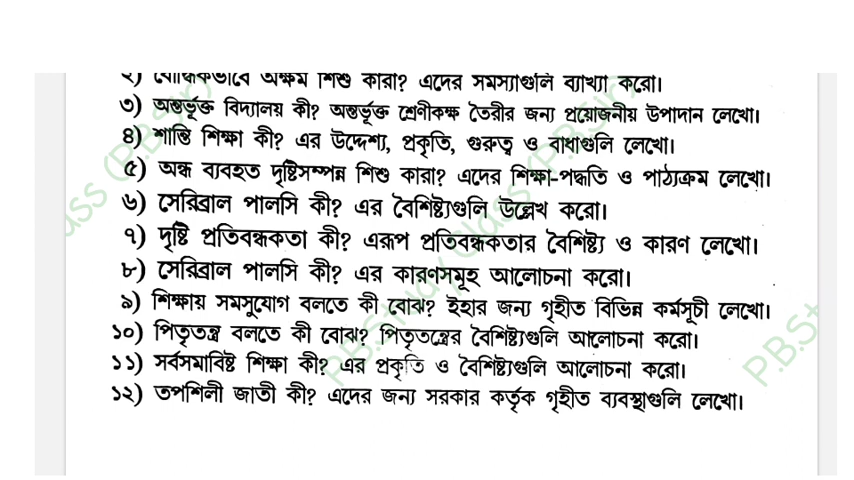 ২) বৌদ্ধিকভাবে অক্ষম শিশু কারা? এদের সমস্যাগুলি ব্যাখ্যা করো।
৩) অন্তর্ভূক্ত বিদ্যালয় কী? অন্তর্ভূক্ত শ্রেণীকক্ষ তৈরীর জন্য প্রয়োজনীয় উপাদান লেখো।
৪) শান্তি শিক্ষা কী? এর উদ্দেশ্য, প্রকৃতি, গুরুত্ব ও বাধাগুলি লেখো।
৫) অন্ধ ব্যবহৃত দৃষ্টিসম্পন্ন শিশু কারা? এদের শিক্ষা-পদ্ধতি ও পাঠ্যক্রম লেখো।
৬) সেরিব্রাল পালসি কী? এর বৈশিষ্ট্যগুলি উল্লেখ করো।
৭) দৃষ্টি প্রতিবন্ধকতা কী? এরূপ প্রতিবন্ধকতার বৈশিষ্ট্য ও কারণ লেখো।
৮) সেরিব্রাল পালসি কী? এর কারণসমূহ আলোচনা করো।
৯) শিক্ষায় সমসুযোগ বলতে কী বোঝ? ইহার জন্য গৃহীত বিভিন্ন কর্মসূচী লেখো।
১০) পিতৃতন্ত্র বলতে কী বোঝ? পিতৃতন্ত্রের বৈশিষ্ট্যগুলি আলোচনা করো।
১১) সর্বসমাবিষ্ট শিক্ষা কী? এর প্রকৃতি ও বৈশিষ্ট্যগুলি আলোচনা করো।
১২) তপশিলী জাতী কী? এদের জন্য সরকার কর্তৃক গৃহীত ব্যবস্থাগুলি লেখো।
P.B.Study Class
P.B.St